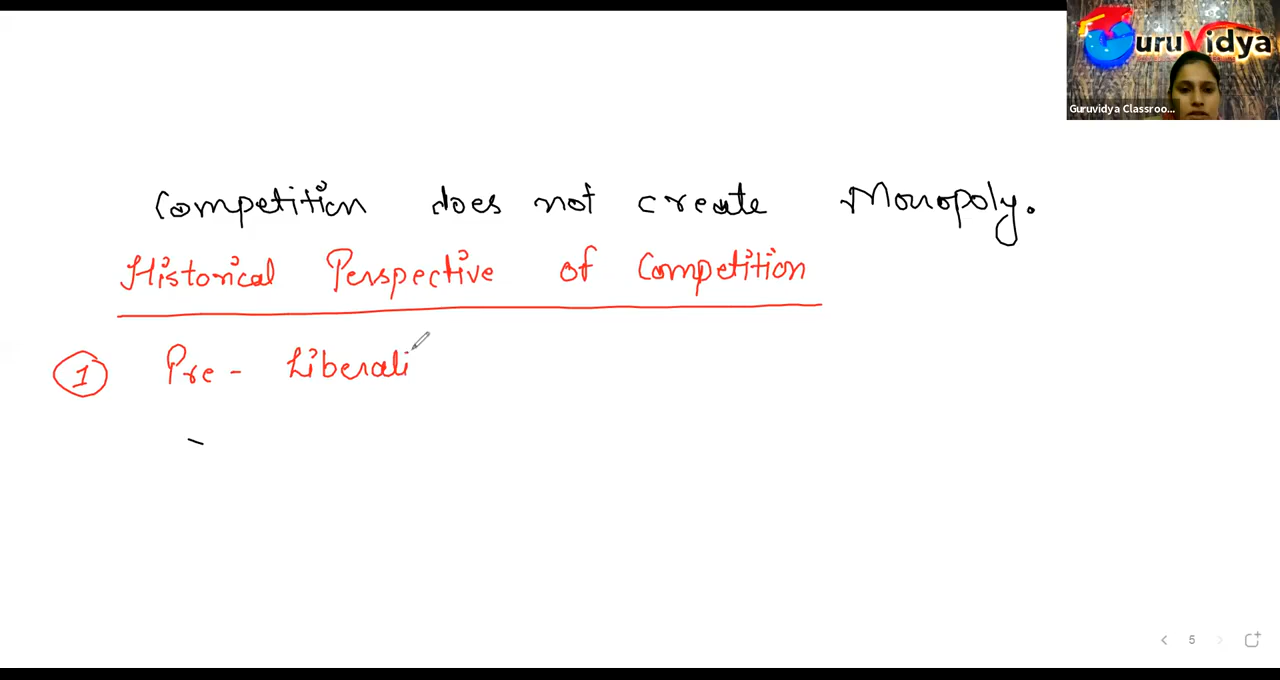 GuruVidya
Guruvidya Classroo...
Competition does not create Monopoly.
Historical Perspective of Competition
1 Pre - Liberali
-
< 5 >